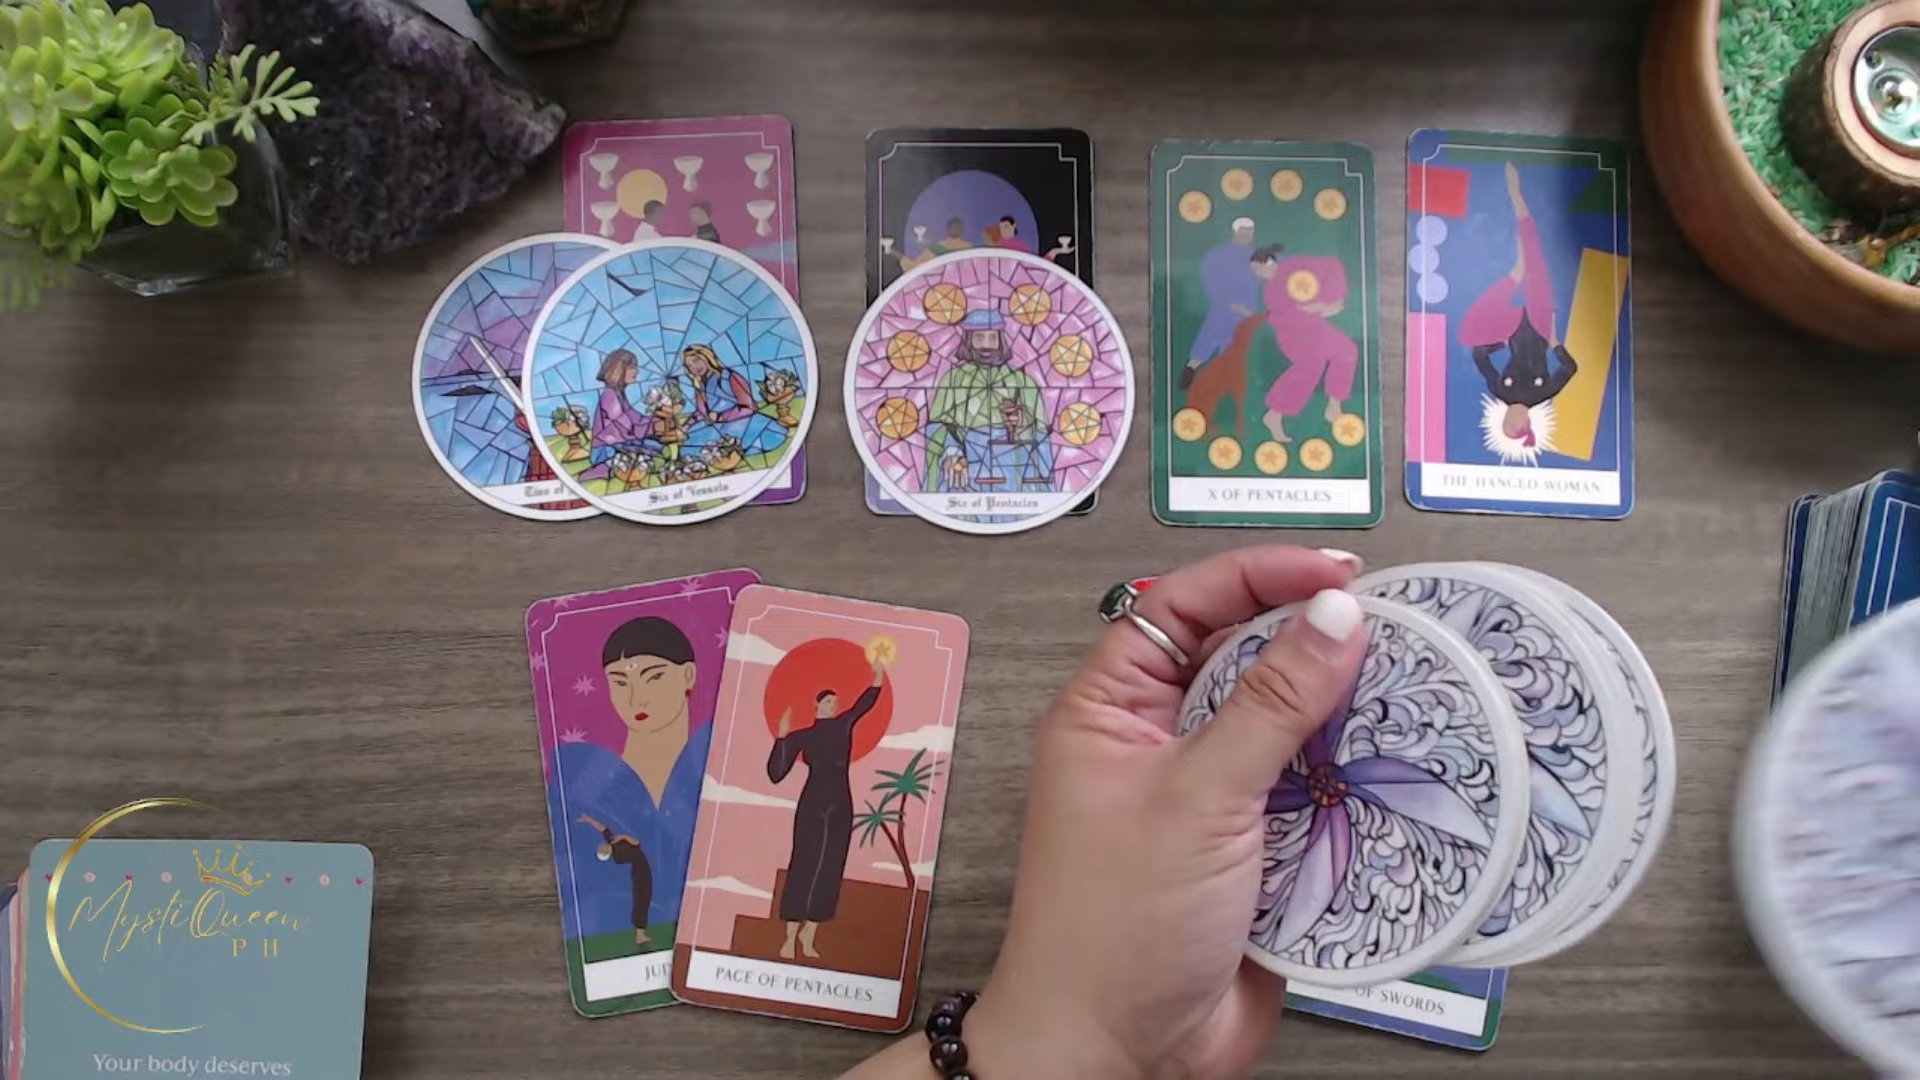 Two of
Six of Vessels
Six of Pentacles
X OF PENTACLES
THE HANGED WOMAN
JUD
PAGE OF PENTACLES
OF SWORDS
MystiQueen
PH
Your body deserves